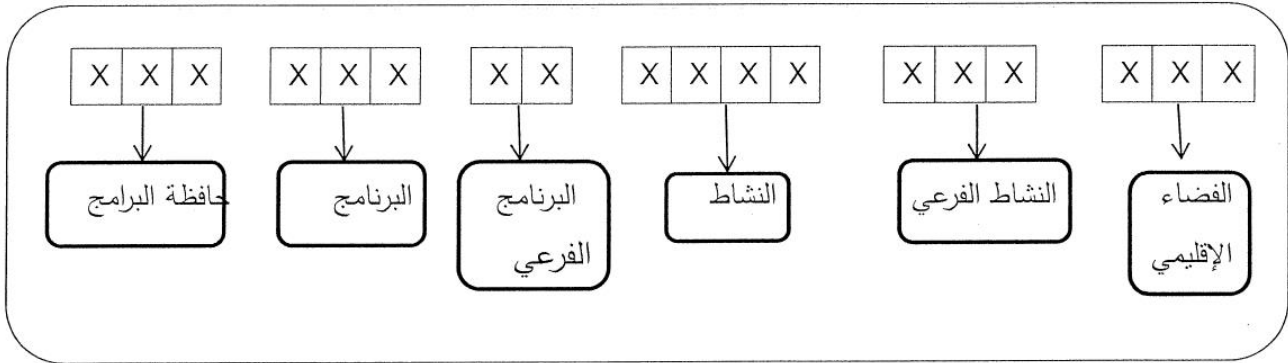 X X X
X X X
X X
X X X X
X X X
X X X
حافظة البرامج
البرنامج
البرنامج
الفرعي
النشاط
النشاط الفرعي
الفضاء
الإقليمي